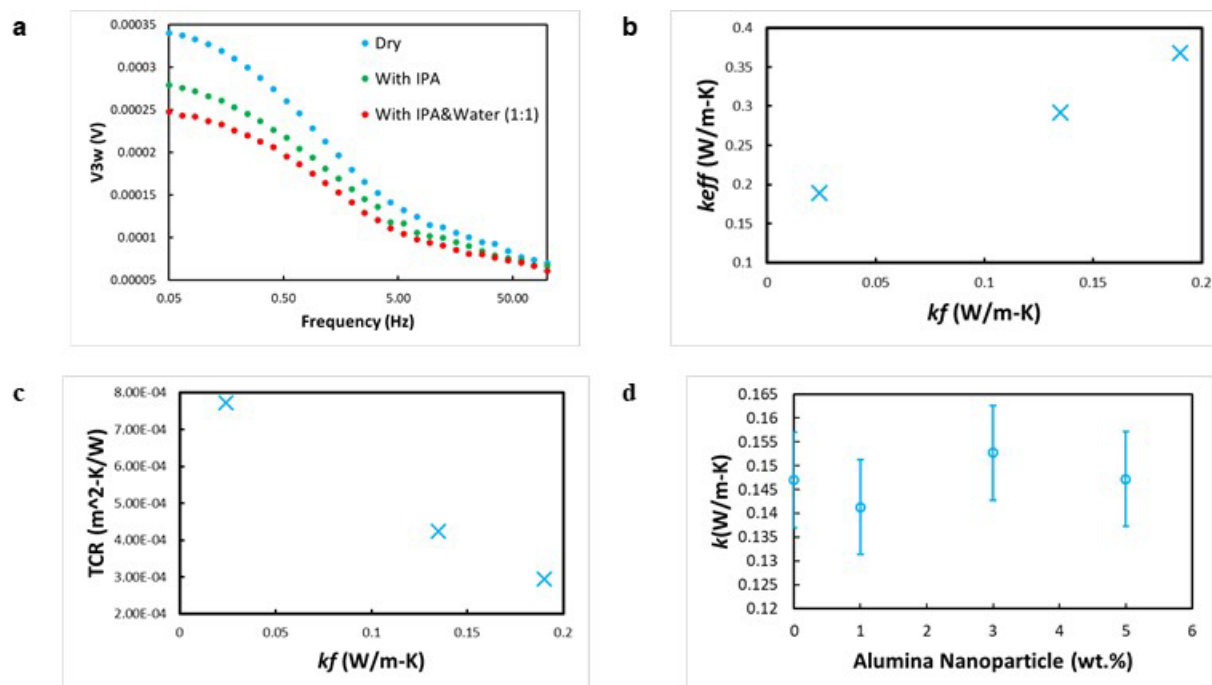 a
0.00035
0.0003
0.00025
0.0002
0.00015
0.0001
0.00005
V3w (V)
Dry
With IPA
With IPA&Water (1:1)
0.05
0.50
5.00
50.00
Frequency (Hz)
b
0.4
0.35
0.3
0.25
0.2
0.15
0.1
keff (W/m-K)
0
0.05
0.1
0.15
0.2
kf (W/m-K)
c
8.00E-04
7.00E-04
6.00E-04
5.00E-04
4.00E-04
3.00E-04
2.00E-04
TCR (m^2-K/W)
0
0.05
0.1
0.15
0.2
kf (W/m-K)
d
0.165
0.16
0.155
0.15
0.145
0.14
0.135
0.13
0.125
0.12
k(W/m-K)
0
1
2
3
4
5
6
Alumina Nanoparticle (wt.%)